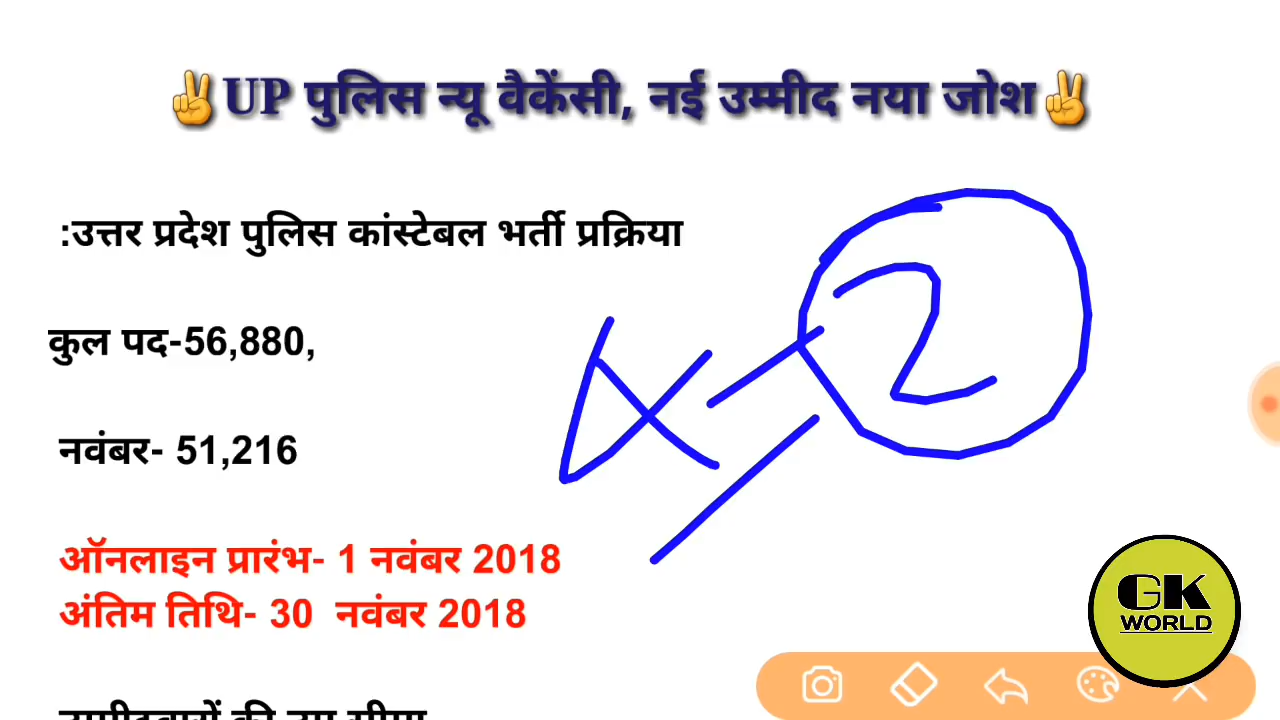 ✌UP पुलिस न्यू वैकेंसी, नई उम्मीद नया जोश✌
:उत्तर प्रदेश पुलिस कांस्टेबल भर्ती प्रक्रिया
कुल पद-56,880,
2
नवंबर- 51,216
ऑनलाइन प्रारंभ- 1 नवंबर 2018
अंतिम तिथि- 30 नवंबर 2018
GK
WORLD